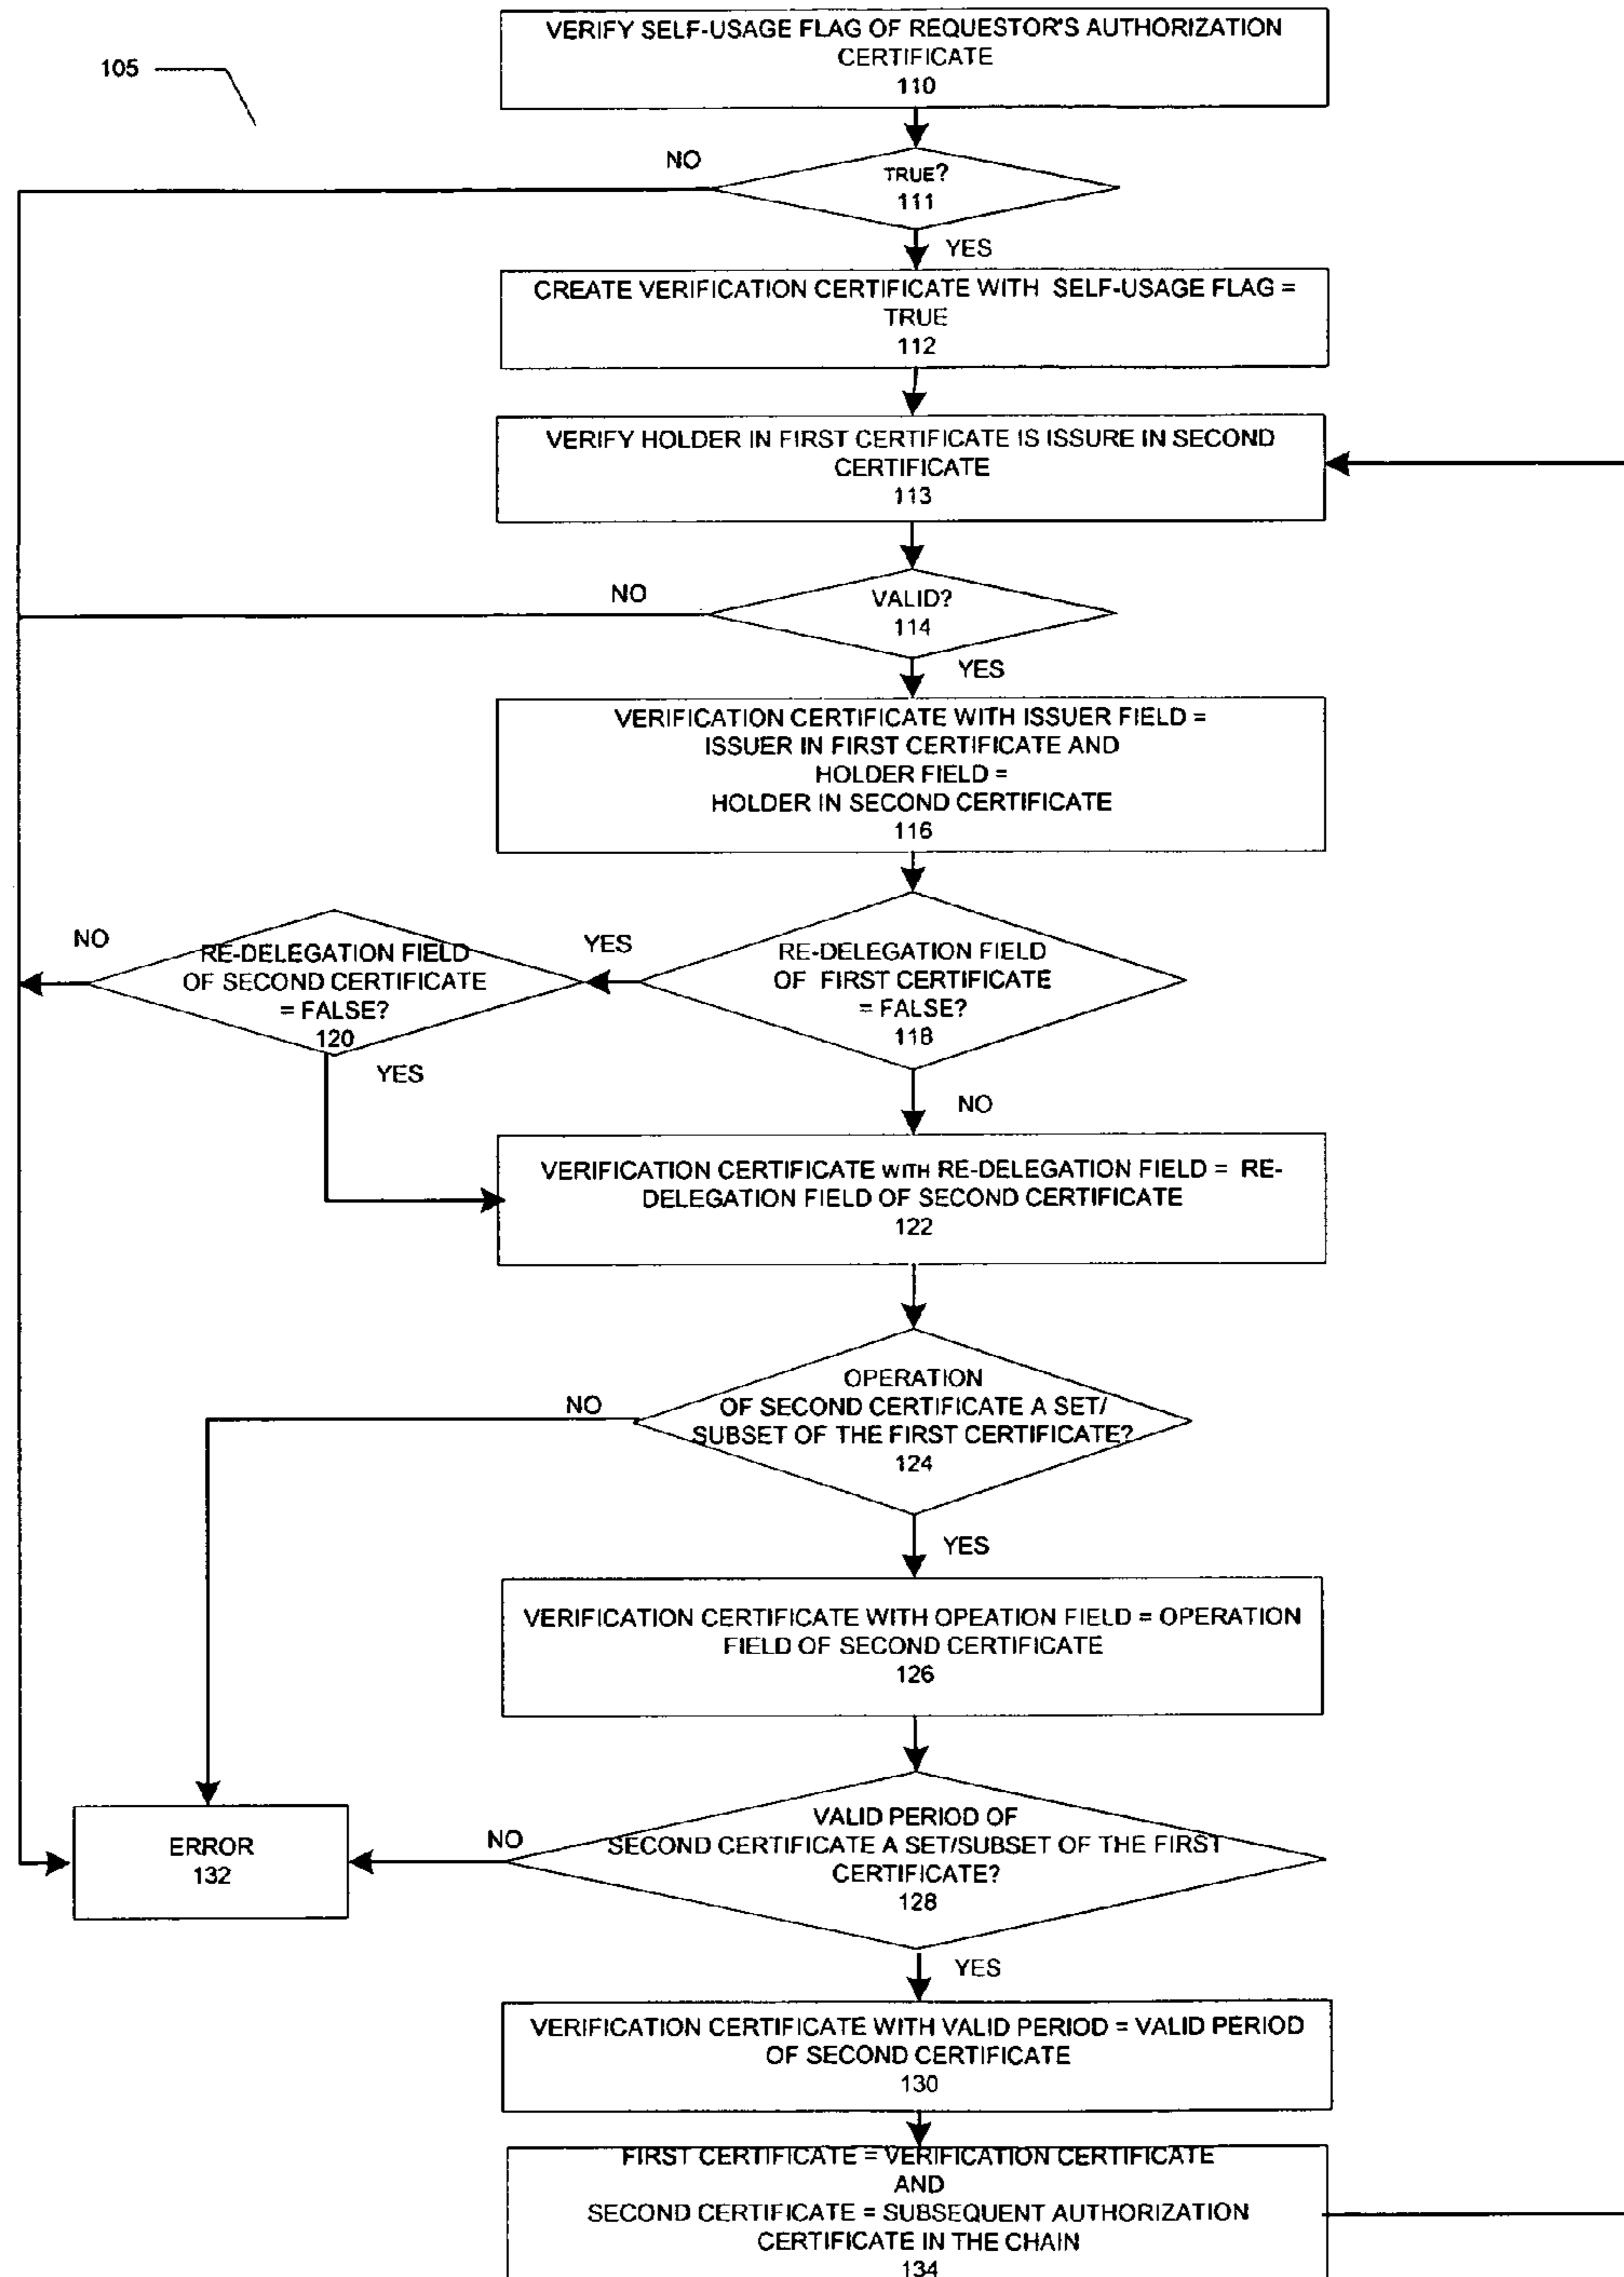 VERIFY SELF-USAGE FLAG OF REQUESTOR'S AUTHORIZATION
CERTIFICATE
110
105
NO
TRUE?
111
YES
CREATE VERIFICATION CERTIFICATE WITH SELF-USAGE FLAG =
TRUE
112
VERIFY HOLDER IN FIRST CERTIFICATE IS ISSURE IN SECOND
CERTIFICATE
113
NO
VALID?
114
YES
VERIFICATION CERTIFICATE WITH ISSUER FIELD =
ISSUER IN FIRST CERTIFICATE AND
HOLDER FIELD =
HOLDER IN SECOND CERTIFICATE
116
NO
RE-DELEGATION FIELD
OF SECOND CERTIFICATE
= FALSE?
120
YES
YES
RE-DELEGATION FIELD
OF FIRST CERTIFICATE
= FALSE?
118
NO
VERIFICATION CERTIFICATE WITH RE-DELEGATION FIELD = RE-
DELEGATION FIELD OF SECOND CERTIFICATE
122
NO
OPERATION
OF SECOND CERTIFICATE A SET/
SUBSET OF THE FIRST CERTIFICATE?
124
YES
VERIFICATION CERTIFICATE WITH OPEATION FIELD = OPERATION
FIELD OF SECOND CERTIFICATE
126
ERROR
132
NO
VALID PERIOD OF
SECOND CERTIFICATE A SET/SUBSET OF THE FIRST
CERTIFICATE?
128
YES
VERIFICATION CERTIFICATE WITH VALID PERIOD = VALID PERIOD
OF SECOND CERTIFICATE
130
FIRST CERTIFICATE = VERIFICATION CERTIFICATE
AND
SECOND CERTIFICATE = SUBSEQUENT AUTHORIZATION
CERTIFICATE IN THE CHAIN
134